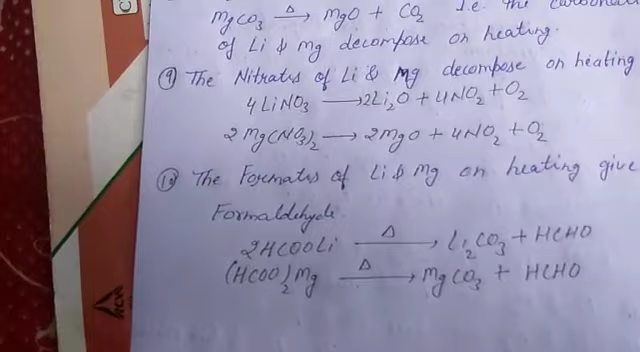 MgCO₃ —Δ→ MgO + CO₂ I.e. the carbonates
of Li & Mg decompose on heating.
⑨ The Nitrates of Li & Mg decompose on heating
4LiNO₃ ⟶ 2Li₂O + 4NO₂ + O₂
2Mg(NO₃)₂ ⟶ 2MgO + 4NO₂ + O₂
⑩ The Formates of Li & Mg on heating give
Formaldehyde.
2HCOOLi —Δ→ Li₂CO₃ + HCHO
(HCOO)₂Mg —Δ→ MgCO₃ + HCHO